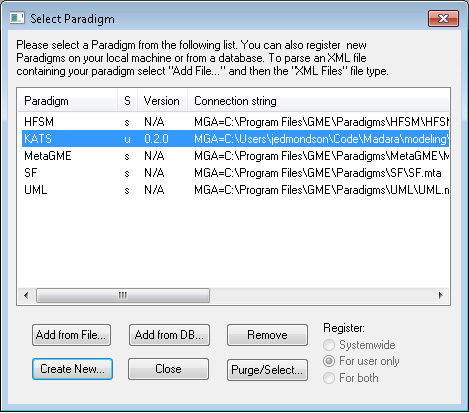 Select Paradigm
Please select a Paradigm from the following list. You can also register new
Paradigms on your local machine or from a database. To parse an XML file
containing your paradigm select "Add File..." and then the "XML Files" file type.
Paradigm S Version Connection string
HFSM s N/A MGA=C:\Program Files\GME\Paradigms\HFSM\HFSM
KATS u 0.2.0 MGA=C:\Users\jedmondson\Code\Madara\modeling\
MetaGME s N/A MGA=C:\Program Files\GME\Paradigms\MetaGME\M
SF s N/A MGA=C:\Program Files\GME\Paradigms\SF\SF.mta
UML s N/A MGA=C:\Program Files\GME\Paradigms\UML\UML.m
Add from File... Add from DB... Remove
Create New... Close Purge/Select...
Register:
Systemwide
For user only
For both